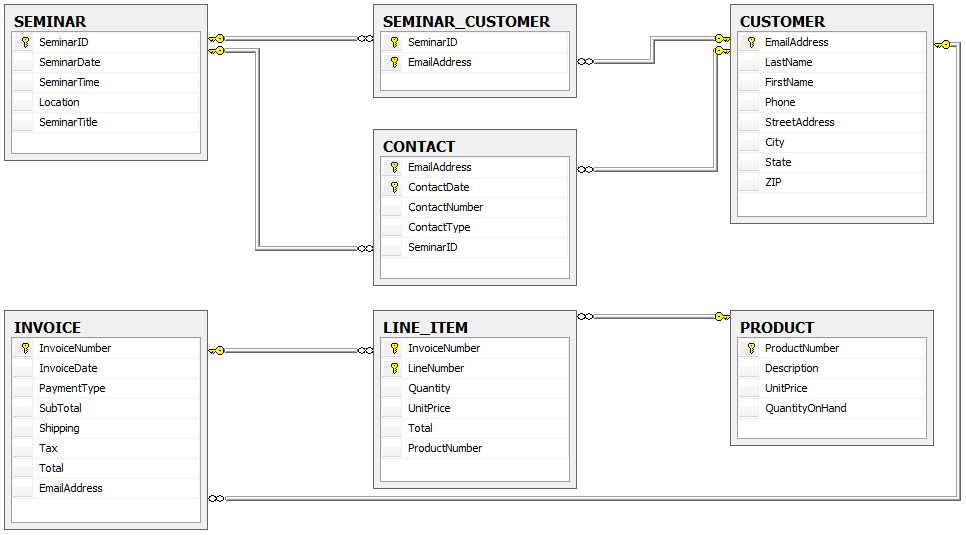 SEMINAR
SeminarID
SeminarDate
SeminarTime
Location
SeminarTitle
SEMINAR_CUSTOMER
SeminarID
EmailAddress
CUSTOMER
EmailAddress
LastName
FirstName
Phone
StreetAddress
City
State
ZIP
CONTACT
EmailAddress
ContactDate
ContactNumber
ContactType
SeminarID
INVOICE
InvoiceNumber
InvoiceDate
PaymentType
SubTotal
Shipping
Tax
Total
EmailAddress
LINE_ITEM
InvoiceNumber
LineNumber
Quantity
UnitPrice
Total
ProductNumber
PRODUCT
ProductNumber
Description
UnitPrice
QuantityOnHand